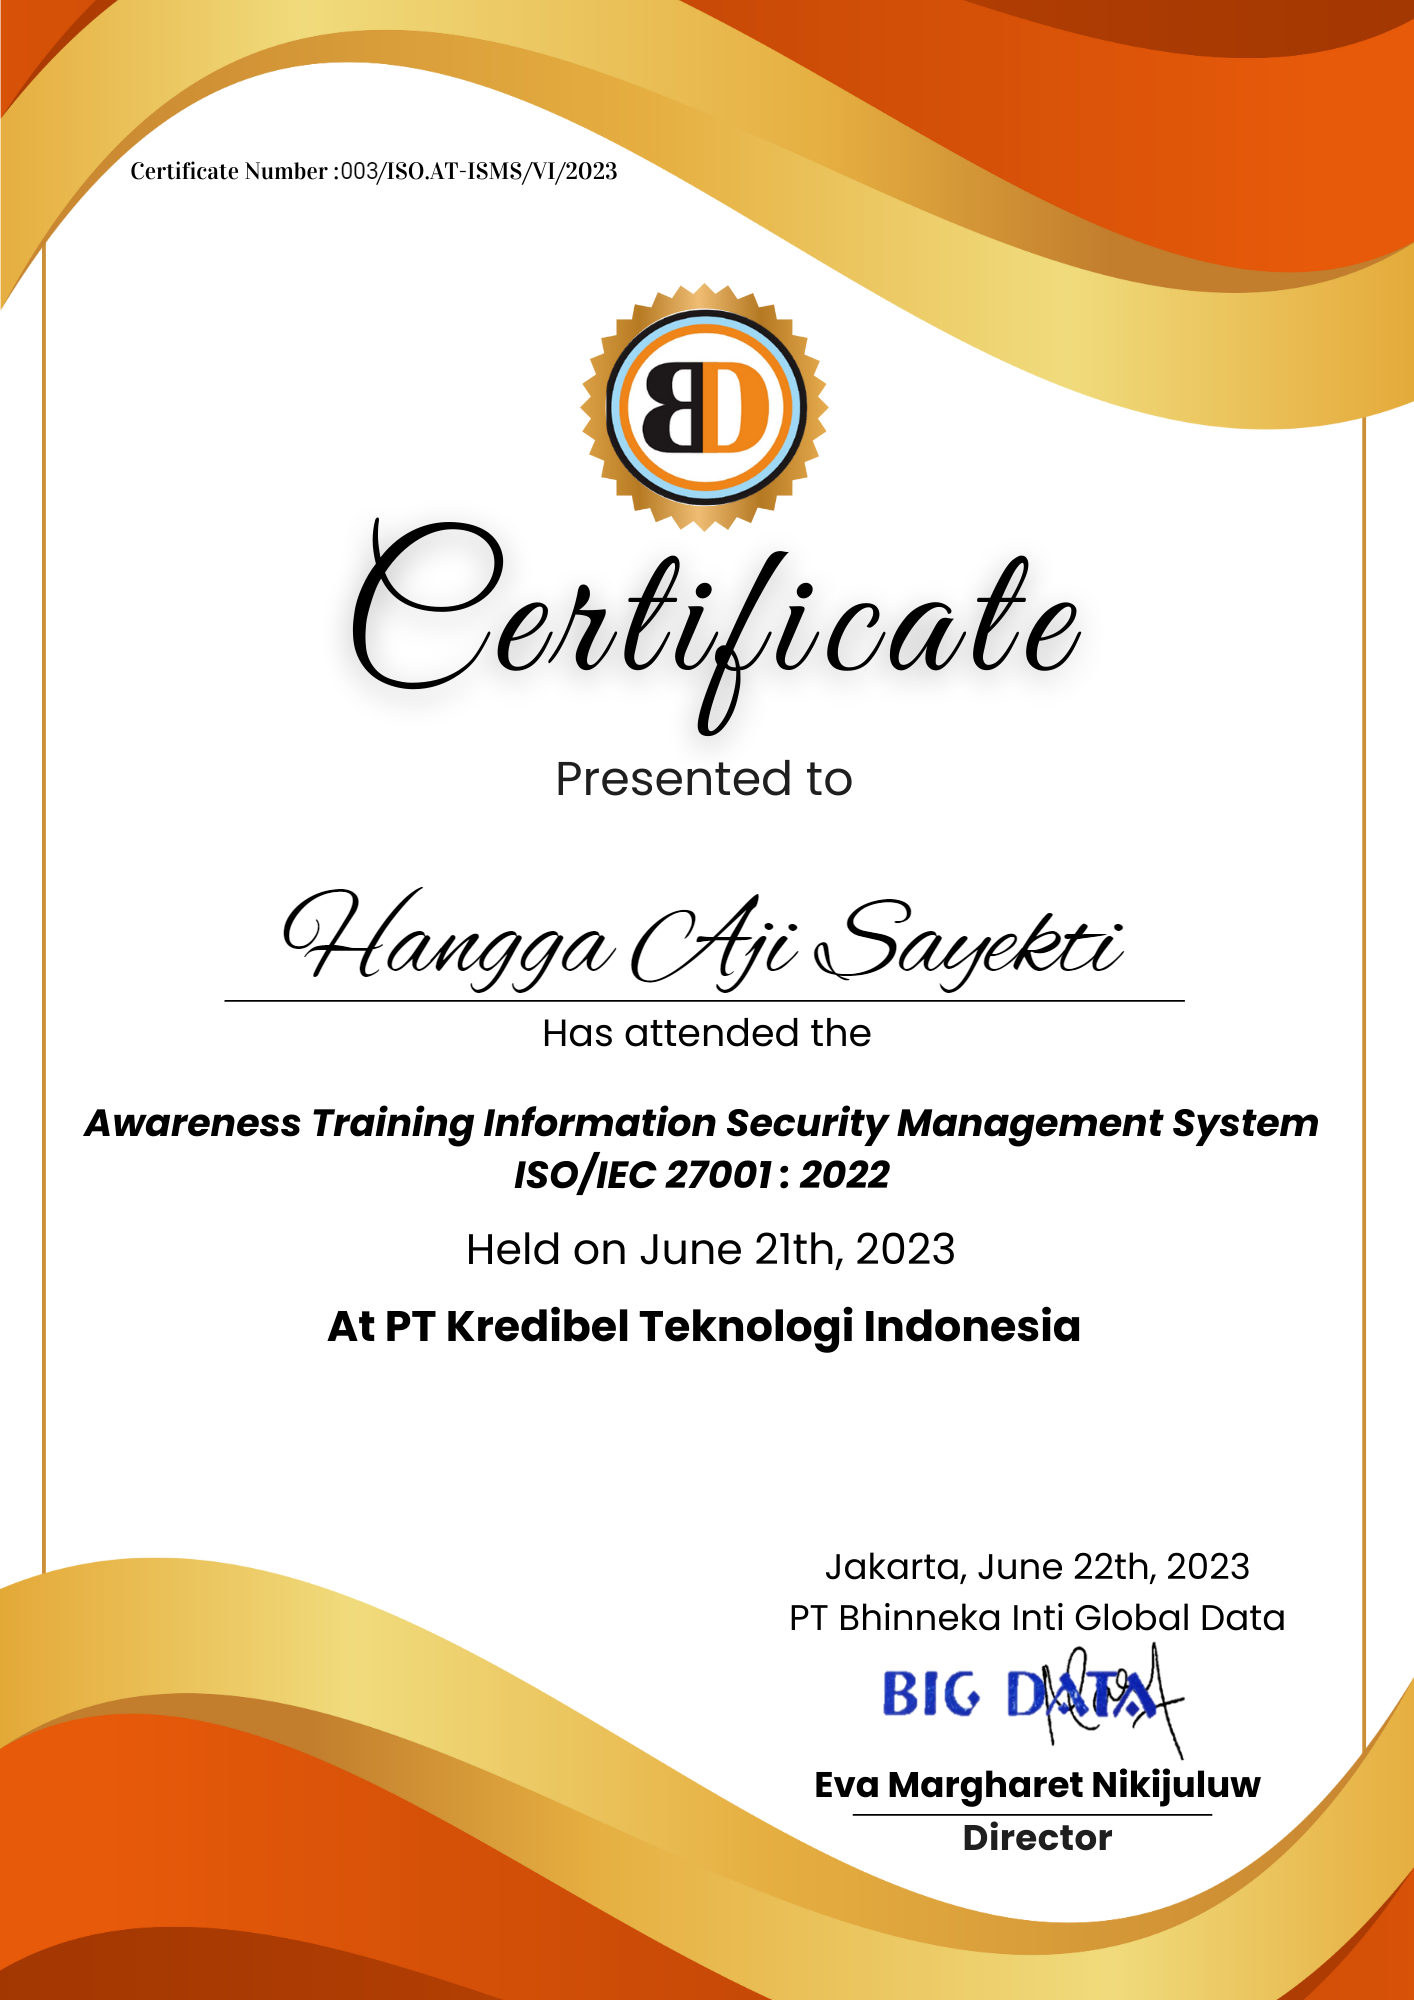 Certificate Number :003/ISO.AT-ISMS/VI/2023
BD
Certificate
Presented to
Hangga Aji Sayekti
Has attended the
Awareness Training Information Security Management System
ISO/IEC 27001 : 2022
Held on June 21th, 2023
At PT Kredibel Teknologi Indonesia
Jakarta, June 22th, 2023
PT Bhinneka Inti Global Data
BIG DATA
Eva Margharet Nikijuluw
Director